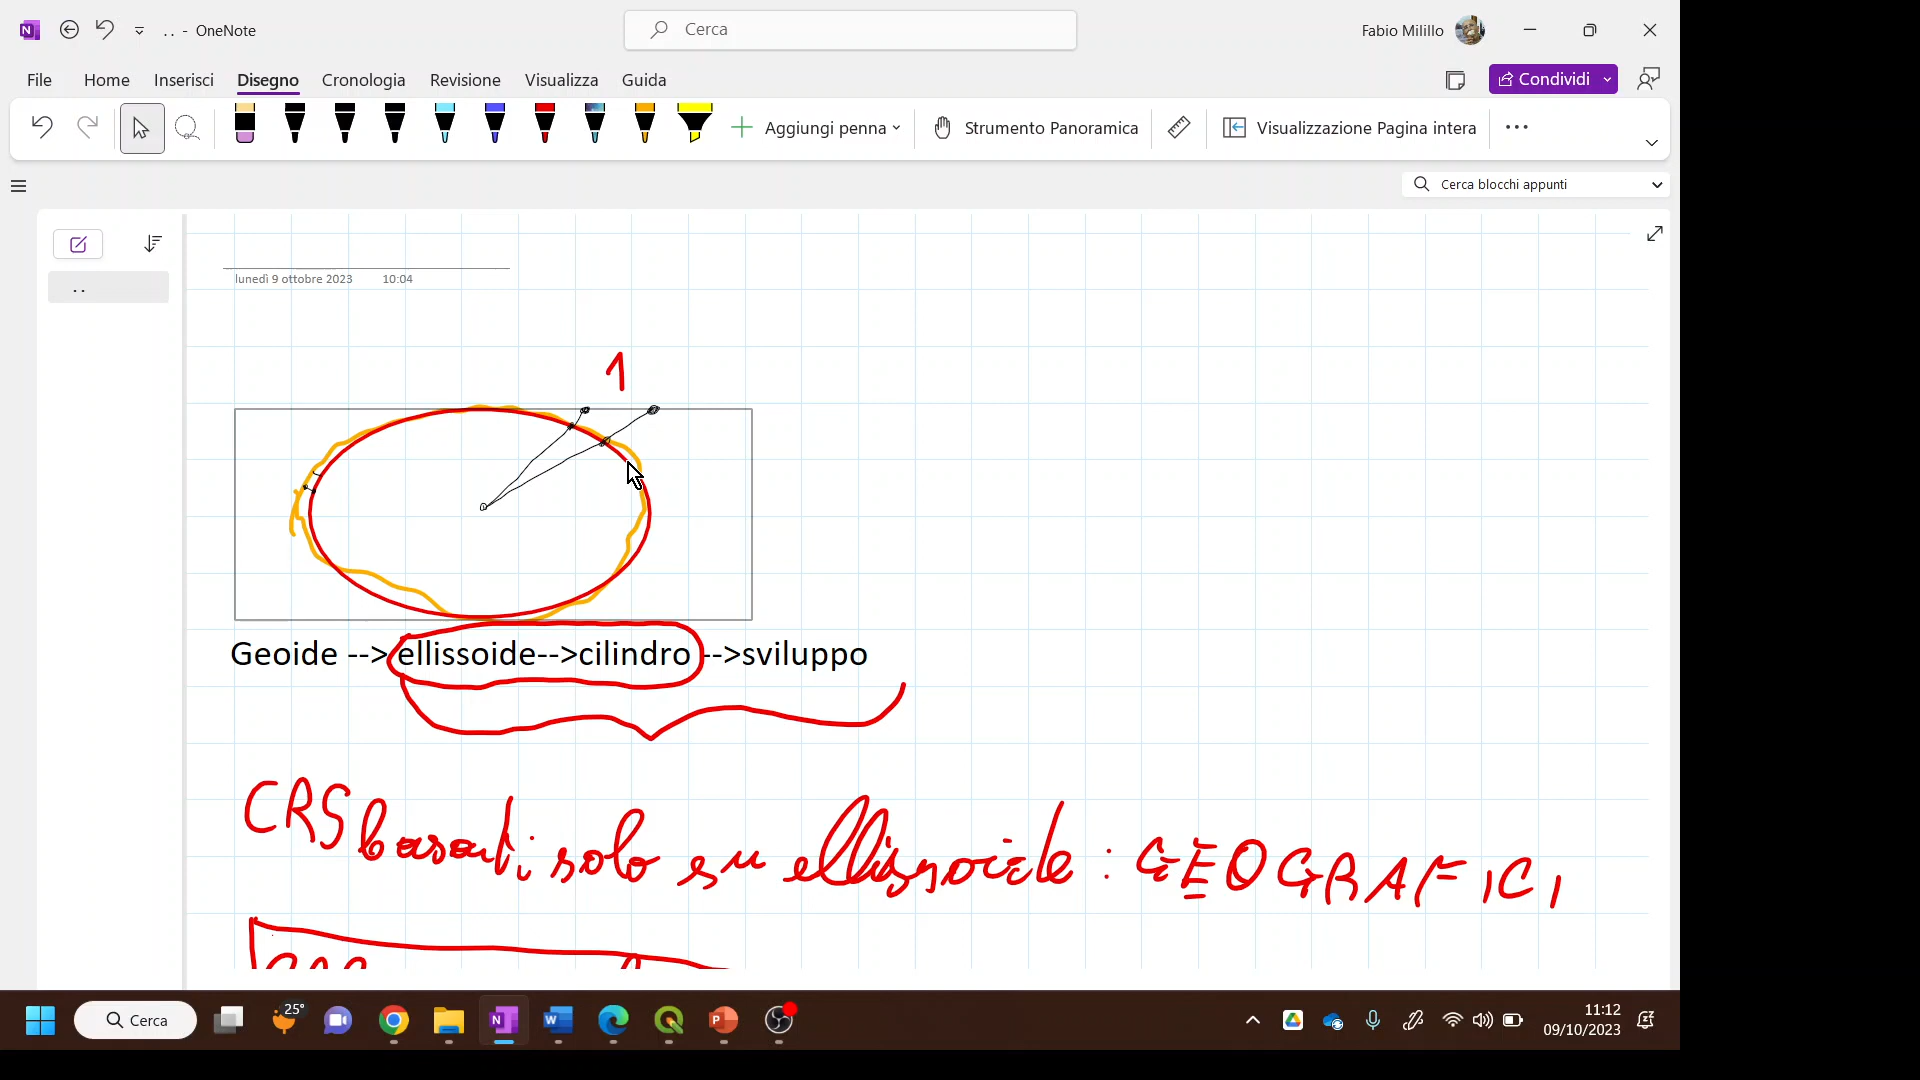 .. - OneNote
Cerca
Fabio Milillo
File Home Inserisci Disegno Cronologia Revisione Visualizza Guida
Condividi
Aggiungi penna
Strumento Panoramica
Visualizzazione Pagina intera
Cerca blocchi appunti
..
lunedì 9 ottobre 2023 10:04
1
Geoide --> ellissoide-->cilindro -->sviluppo
CRS basati solo su ellissoide : GEOGRAFICI
25°
Cerca
11:12
09/10/2023